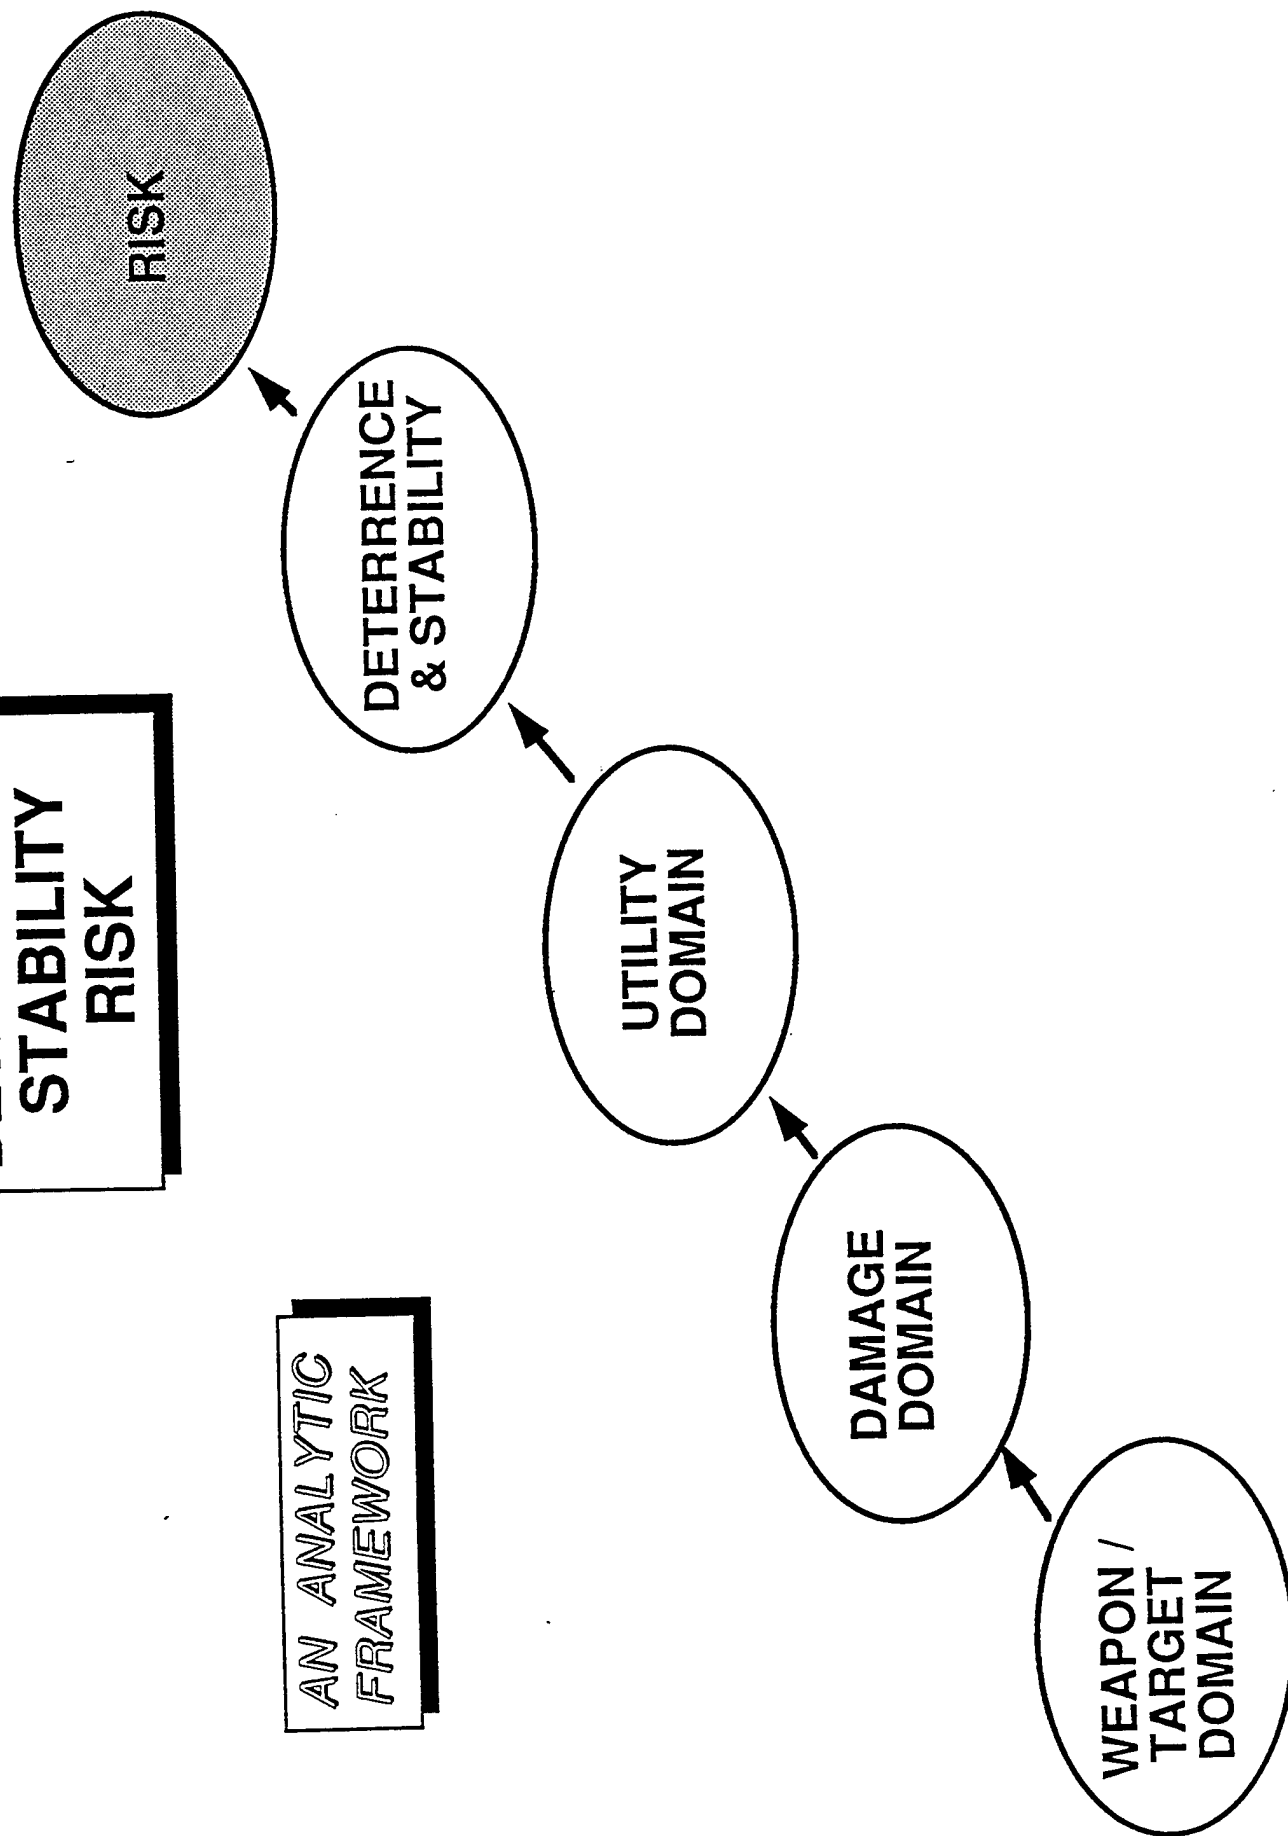 STABILITY
RISK
AN ANALYTIC
FRAMEWORK
RISK
DETERRENCE
& STABILITY
UTILITY
DOMAIN
DAMAGE
DOMAIN
WEAPON /
TARGET
DOMAIN